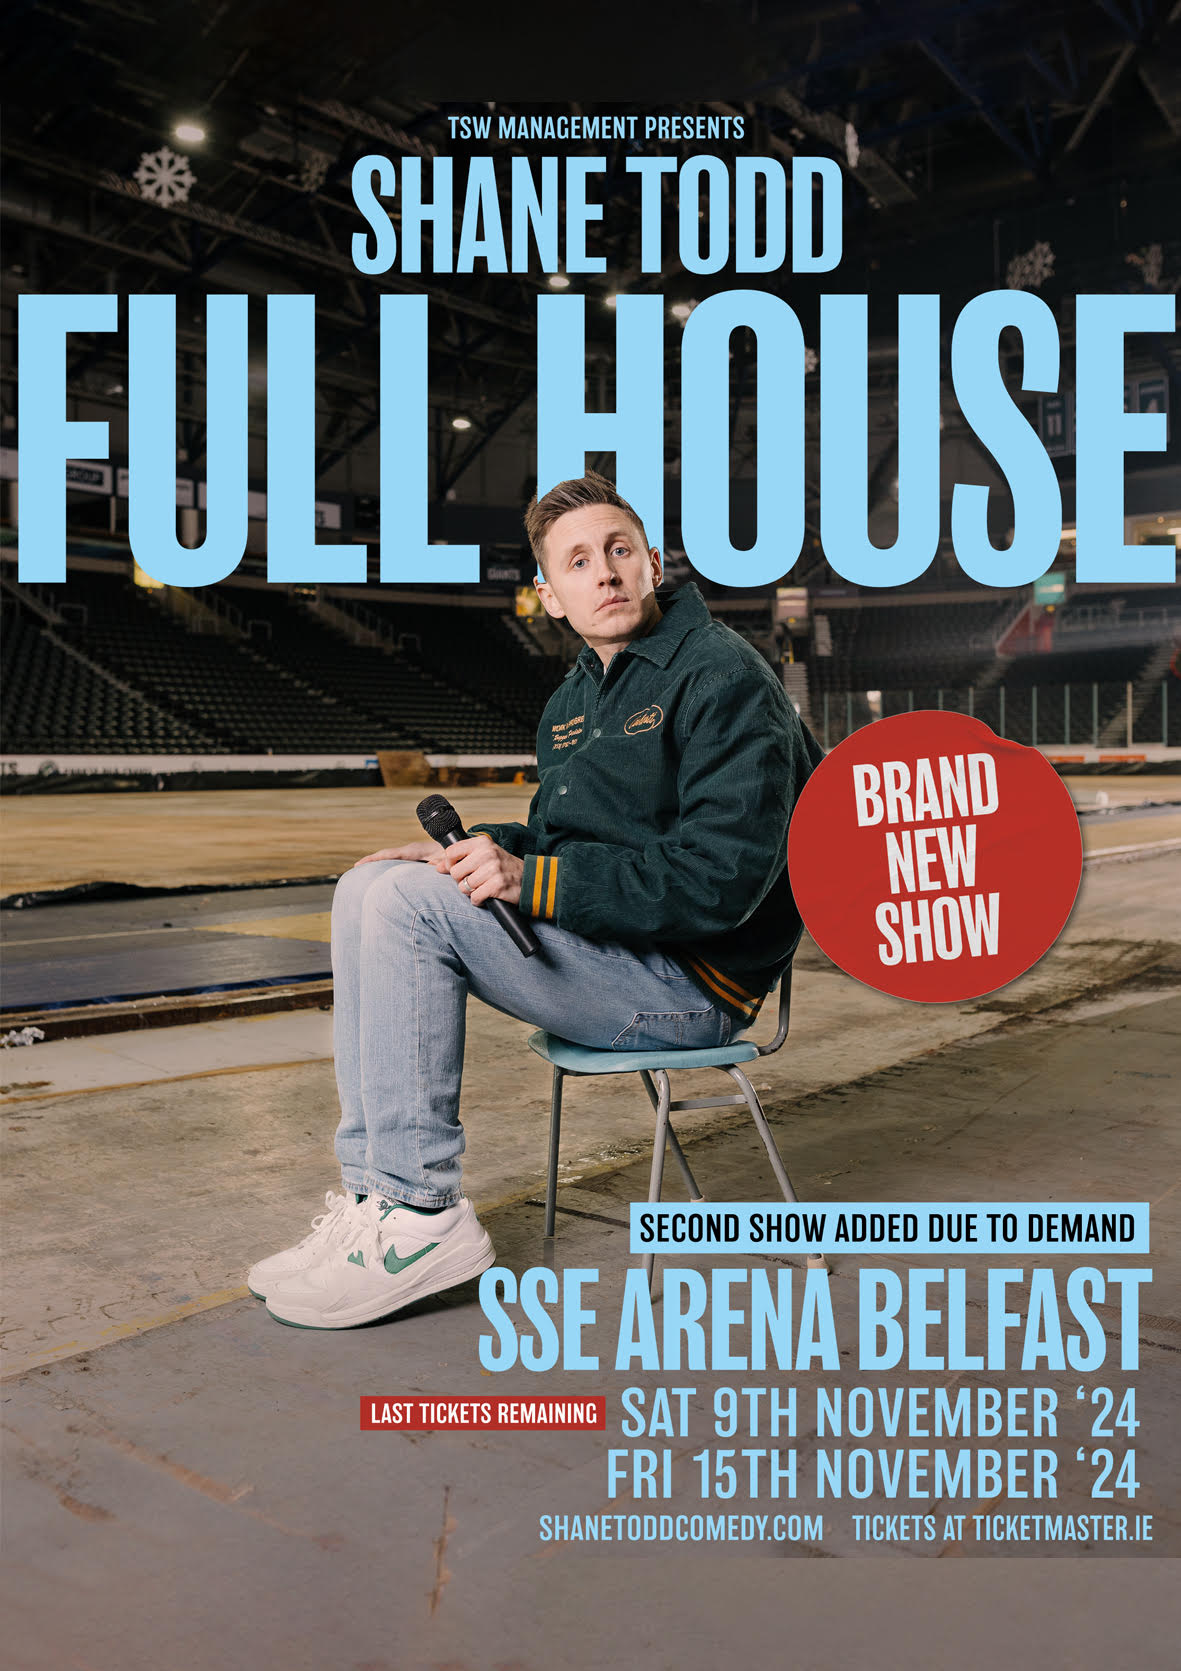 TSW MANAGEMENT PRESENTS
SHANE TODD
FULL HOUSE
GIANTS
BRAND
NEW
SHOW
SECOND SHOW ADDED DUE TO DEMAND
SSE ARENA BELFAST
LAST TICKETS REMAINING SAT 9TH NOVEMBER ‘24
FRI 15TH NOVEMBER ‘24
SHANETODDCOMEDY.COM TICKETS AT TICKETMASTER.IE